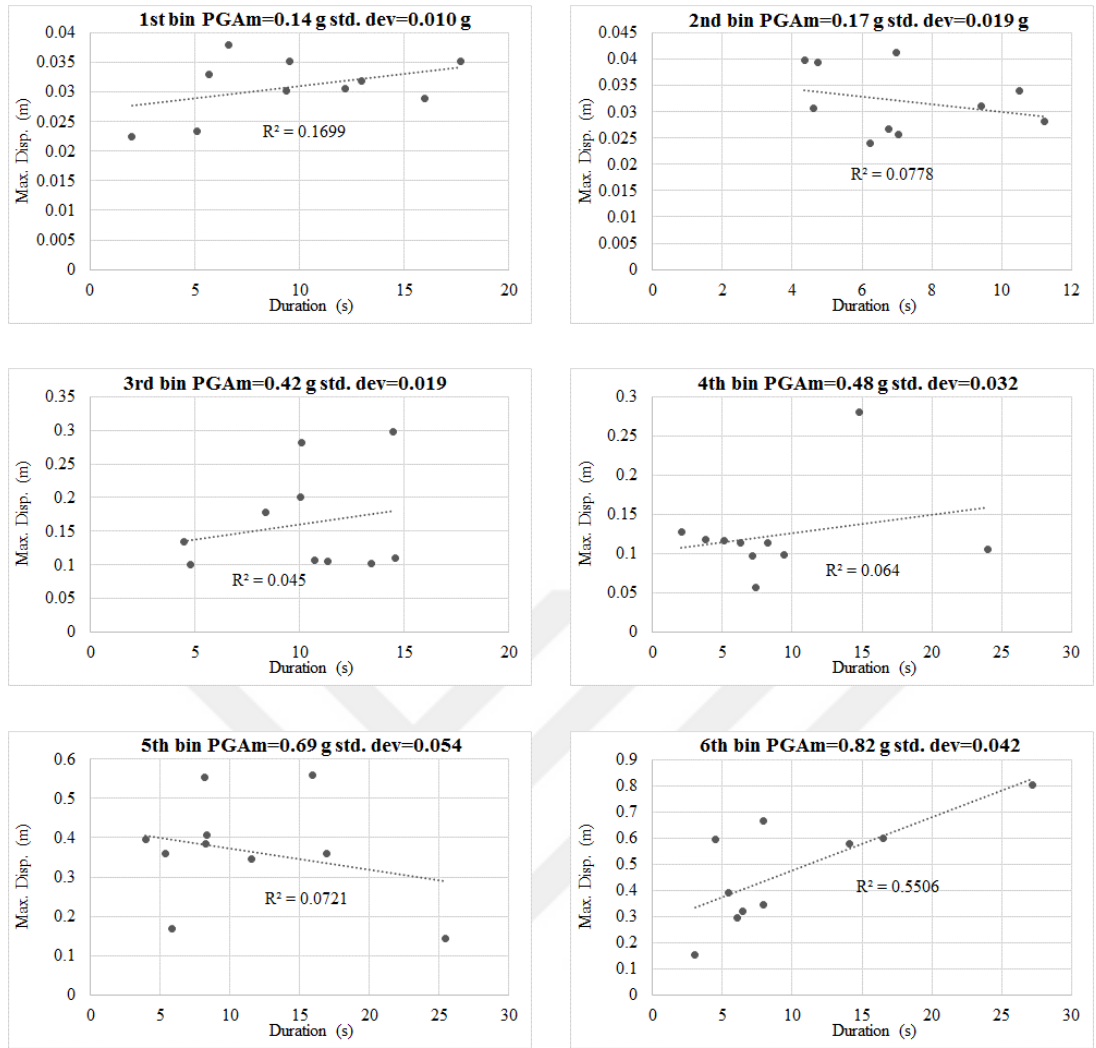 1st bin PGAm=0.14 g std. dev=0.010 g
Max. Disp. (m)
0.04
0.035
0.03
0.025
0.02
0.015
0.01
0.005
0
R² = 0.1699
0 5 10 15 20
Duration (s)
2nd bin PGAm=0.17 g std. dev=0.019 g
Max. Disp. (m)
0.045
0.04
0.035
0.03
0.025
0.02
0.015
0.01
0.005
0
R² = 0.0778
0 2 4 6 8 10 12
Duration (s)
3rd bin PGAm=0.42 g std. dev=0.019
Max. Disp. (m)
0.35
0.3
0.25
0.2
0.15
0.1
0.05
0
R² = 0.045
0 5 10 15 20
Duration (s)
4th bin PGAm=0.48 g std. dev=0.032
Max. Disp. (m)
0.3
0.25
0.2
0.15
0.1
0.05
0
R² = 0.064
0 5 10 15 20 25 30
Duration (s)
5th bin PGAm=0.69 g std. dev=0.054
Max. Disp. (m)
0.6
0.5
0.4
0.3
0.2
0.1
0
R² = 0.0721
0 5 10 15 20 25 30
Duration (s)
6th bin PGAm=0.82 g std. dev=0.042
Max. Disp. (m)
0.9
0.8
0.7
0.6
0.5
0.4
0.3
0.2
0.1
0
R² = 0.5506
0 5 10 15 20 25 30
Duration (s)